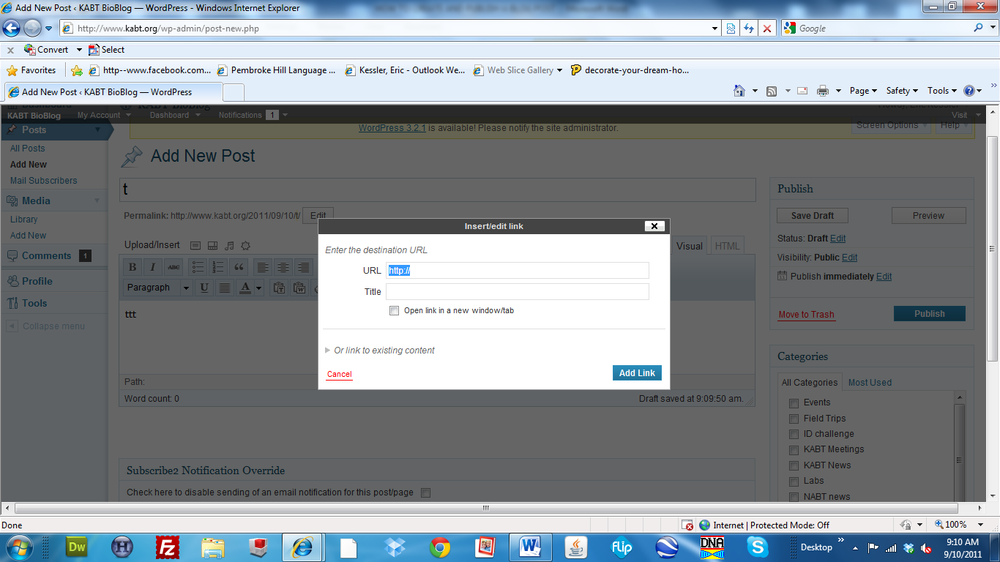 Add New Post ‹ KABT BioBlog — WordPress - Windows Internet Explorer
http://www.kabt.org/wp-admin/post-new.php
Google
x Convert Select
Favorites http--www.facebook.com... Pembroke Hill Language ... Kessler, Eric - Outlook We... Web Slice Gallery decorate-your-dream-ho...
Add New Post ‹ KABT BioBlog — WordPress
Page Safety Tools
KABT BioBlog My Account Dashboard Notifications 1 Visit
Posts
WordPress 3.2.1 is available! Please notify the site administrator.
Screen Options Help
All Posts
Add New
Mail Subscribers
Media
Library
Add New
Comments 1
Profile
Tools
Collapse menu
Add New Post
t
Permalink: http://www.kabt.org/2011/09/10/t/ Edit
Upload/Insert
Visual HTML
B I ABC
Paragraph U A
ttt
Path:
Word count: 0 Draft saved at 9:09:50 am.
Insert/edit link
Enter the destination URL
URL http://
Title
Open link in a new window/tab
Or link to existing content
Cancel Add Link
Subscribe2 Notification Override
Check here to disable sending of an email notification for this post/page
Publish
Save Draft Preview
Status: Draft Edit
Visibility: Public Edit
Publish immediately Edit
Move to Trash Publish
Categories
All Categories Most Used
Events
Field Trips
ID challenge
KABT Meetings
KABT News
Labs
NABT news
Done Internet | Protected Mode: Off 100%
Dw H Fz W flip DNA S
Desktop
9:10 AM
9/10/2011